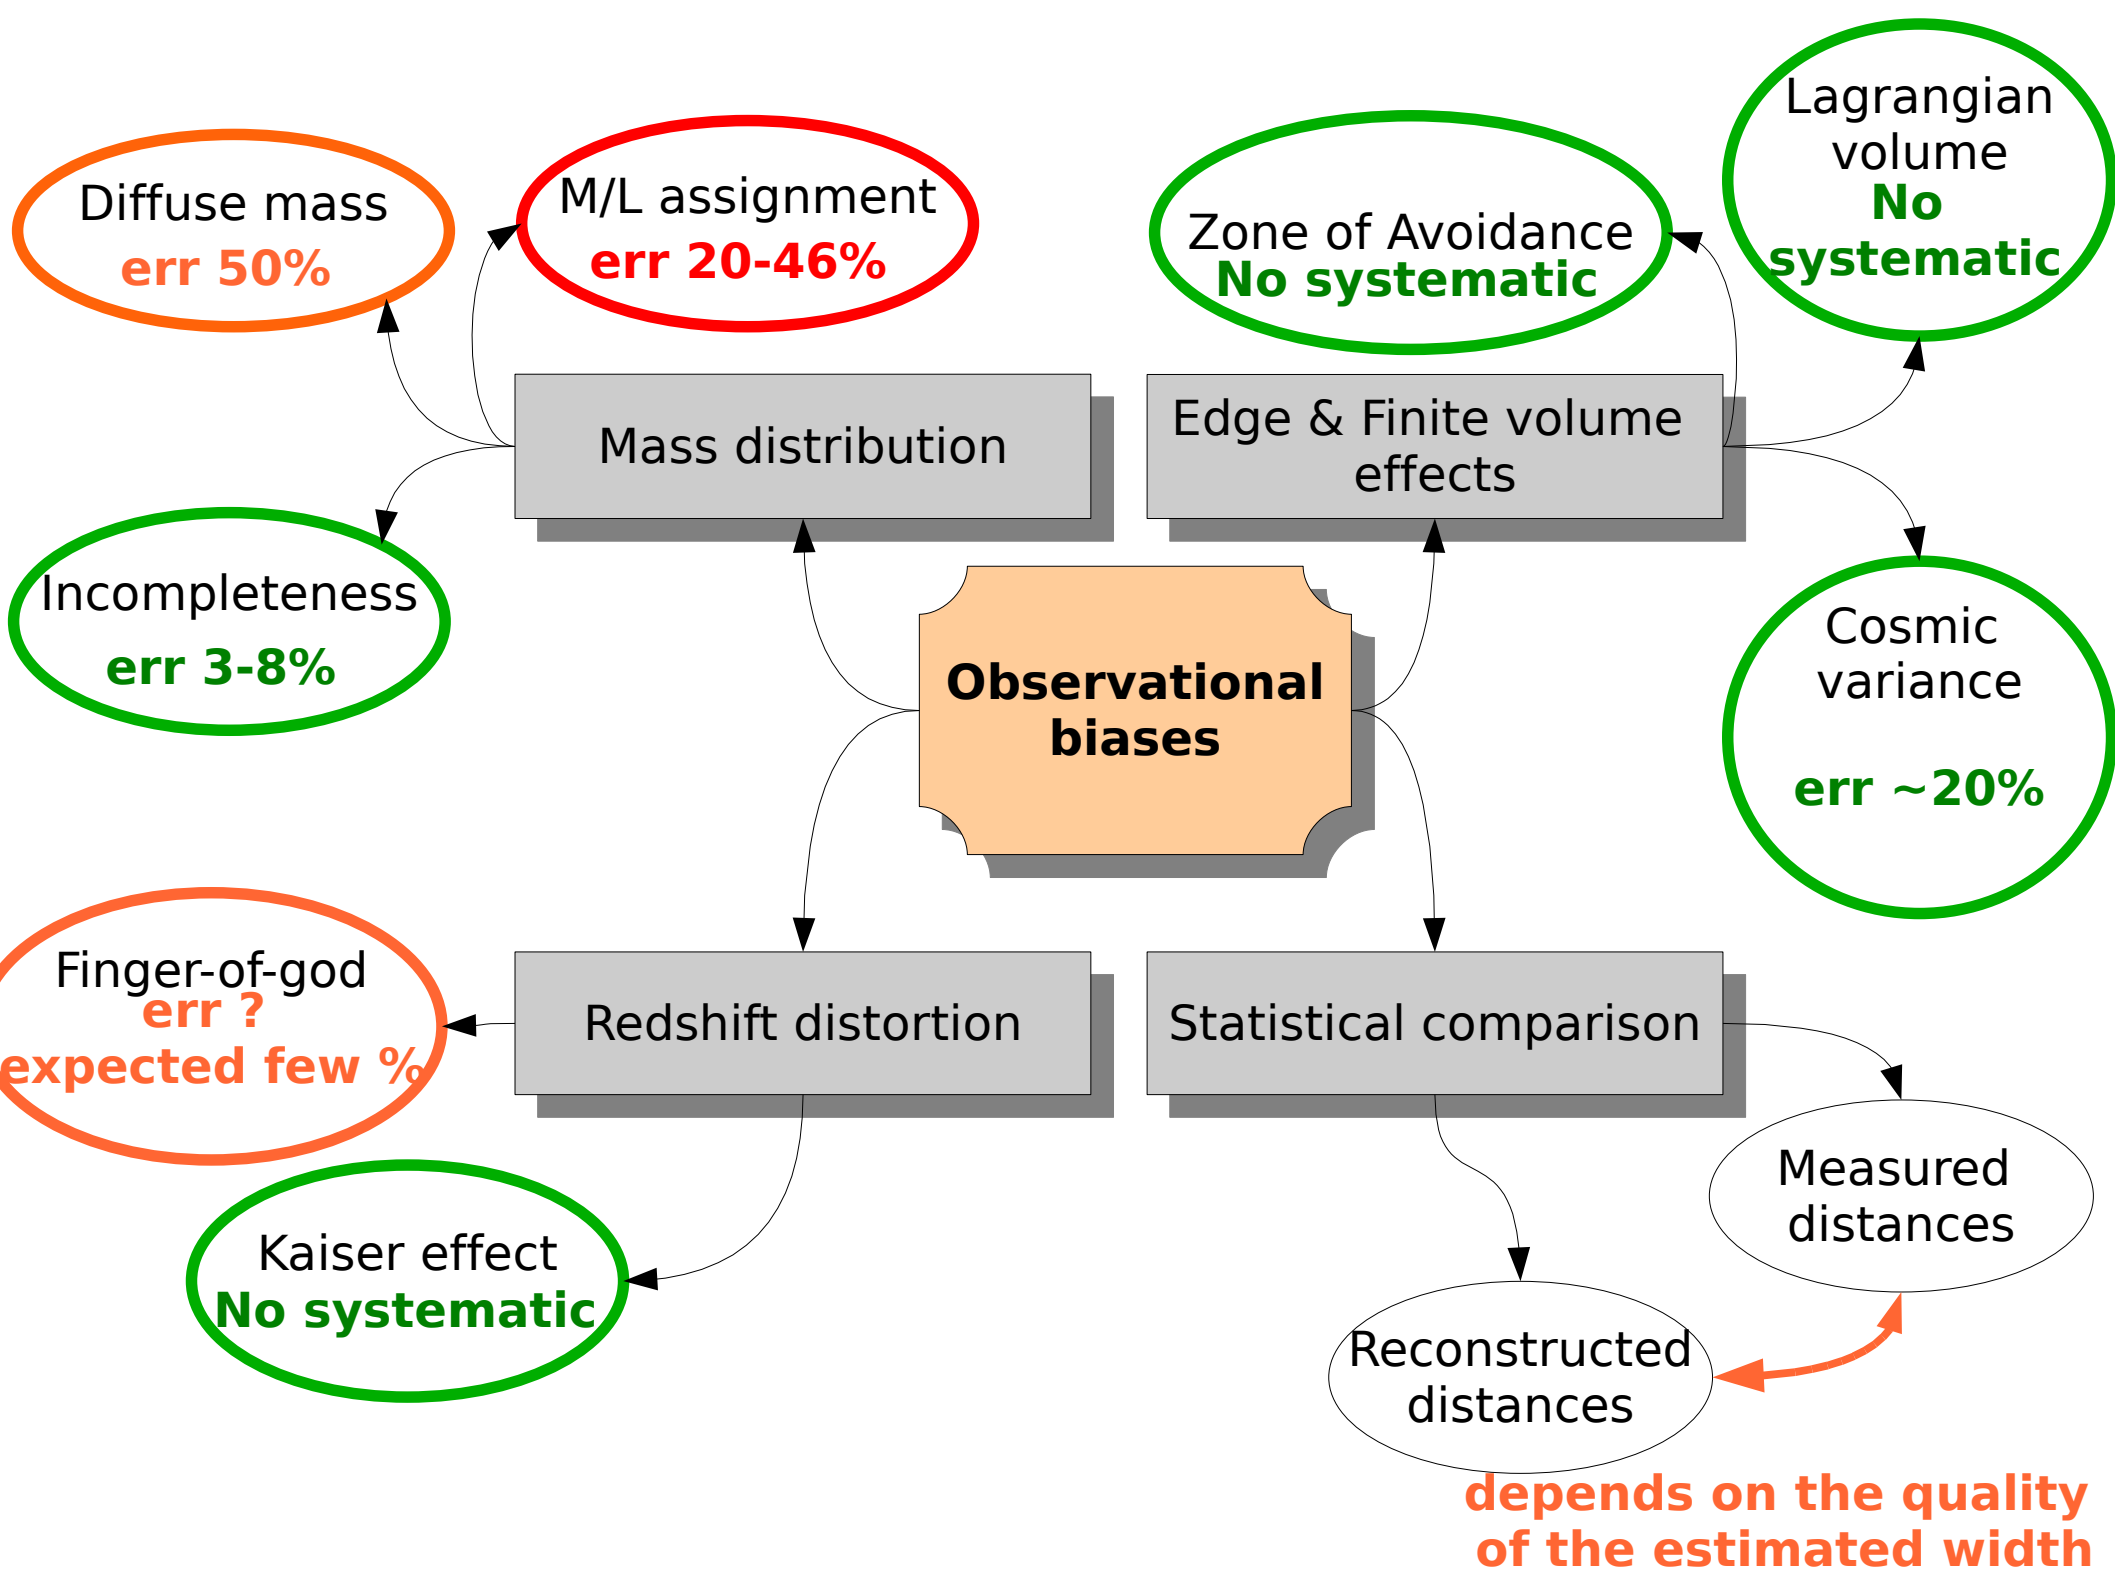 Diffuse mass
err 50%
M/L assignment
err 20-46%
Zone of Avoidance
No systematic
Lagrangian
volume
No
systematic
Mass distribution
Edge & Finite volume
effects
Incompleteness
err 3-8%
Observational
biases
Cosmic
variance
err ~20%
Finger-of-god
err ?
expected few %
Redshift distortion
Statistical comparison
Kaiser effect
No systematic
Measured
distances
Reconstructed
distances
depends on the quality
of the estimated width